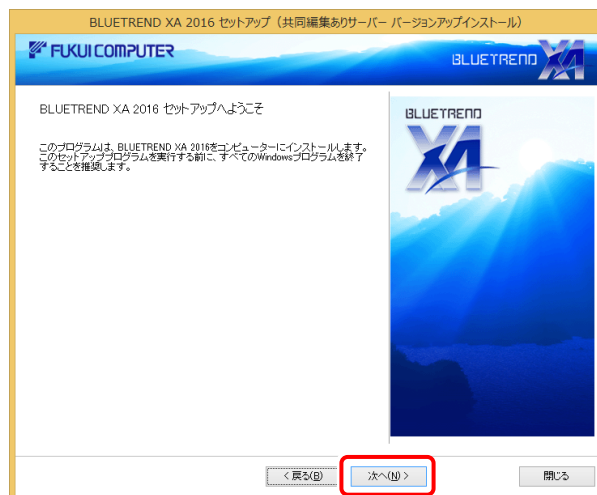 BLUETREND XA 2016 セットアップ（共同編集ありサーバー バージョンアップインストール）
FUKUI COMPUTER
BLUETREND XA
BLUETREND XA 2016 セットアップへようこそ
BLUETREND
XA
このプログラムは、BLUETREND XA 2016をコンピューターにインストールします。
このセットアッププログラムを実行する前に、すべてのWindowsプログラムを終了
することを推奨します。
< 戻る(B)
次へ(N) >
閉じる